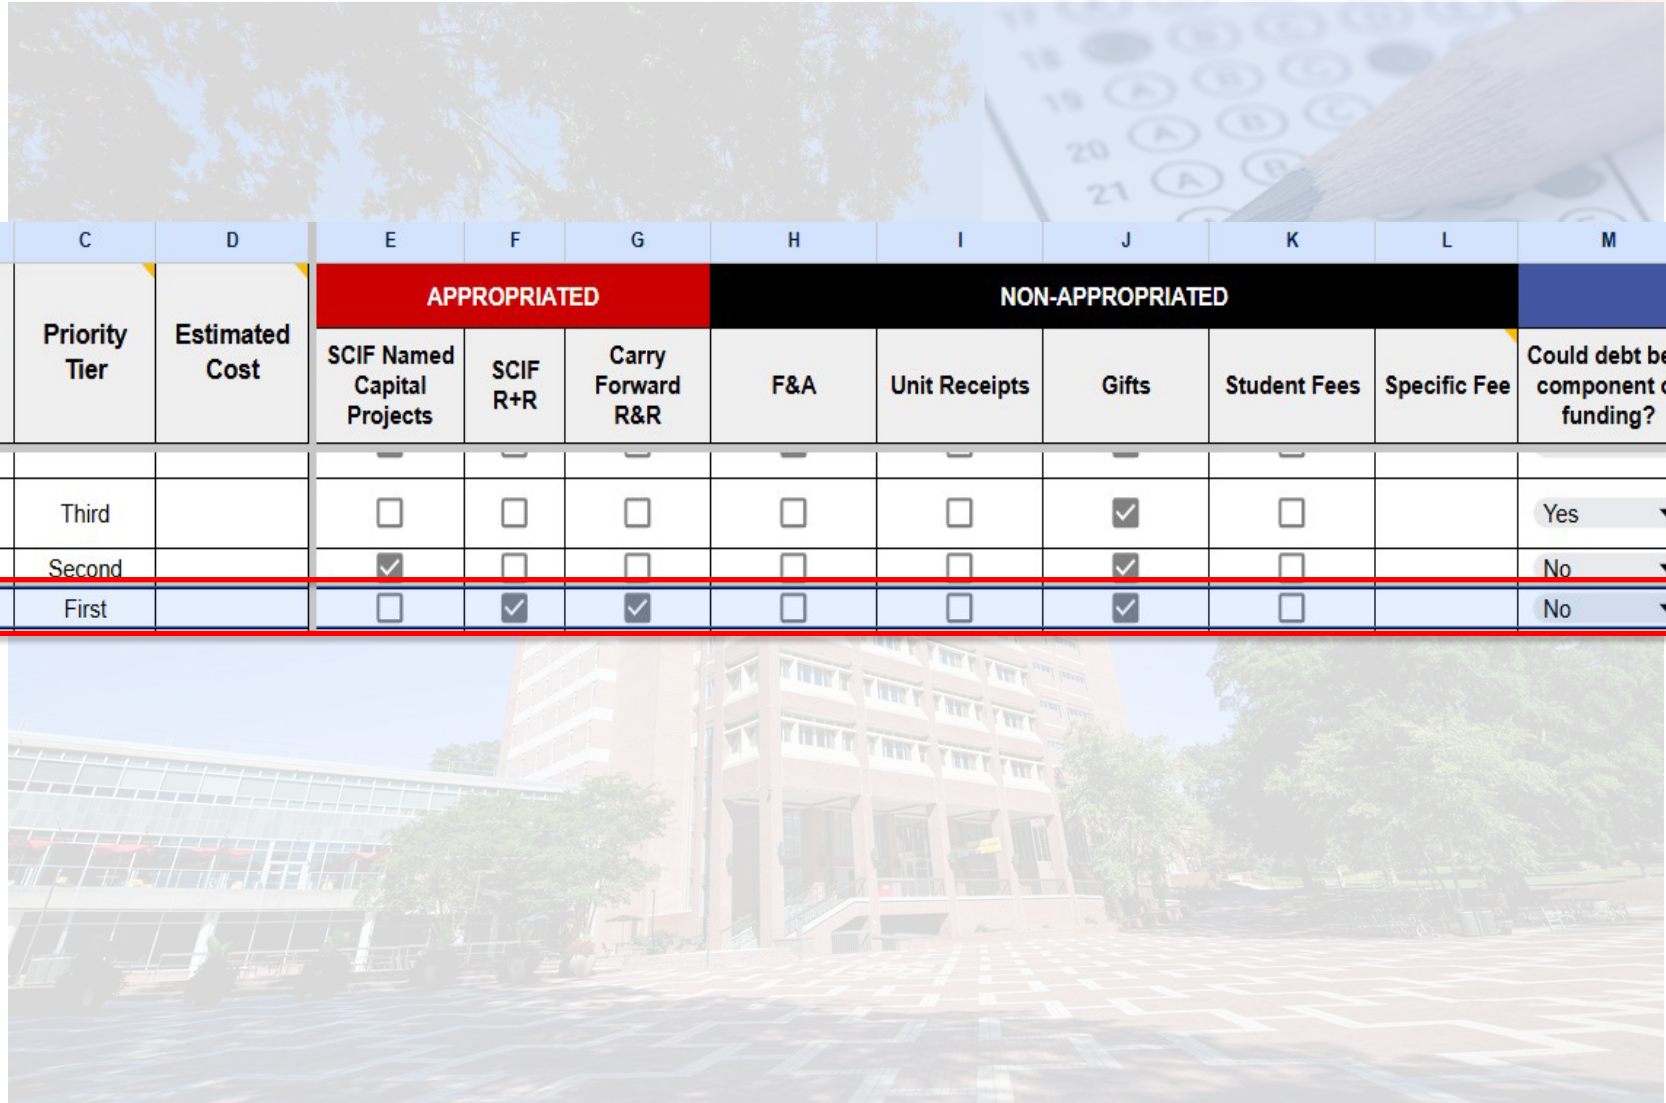 17
18 B C
19 A B C
20 A B C
21 A B
C D E F G H I J K L M
APPROPRIATED NON-APPROPRIATED
Priority Tier Estimated Cost SCIF Named Capital Projects SCIF R+R Carry Forward R&R F&A Unit Receipts Gifts Student Fees Specific Fee Could debt be component funding?
Third Yes
Second No
First No